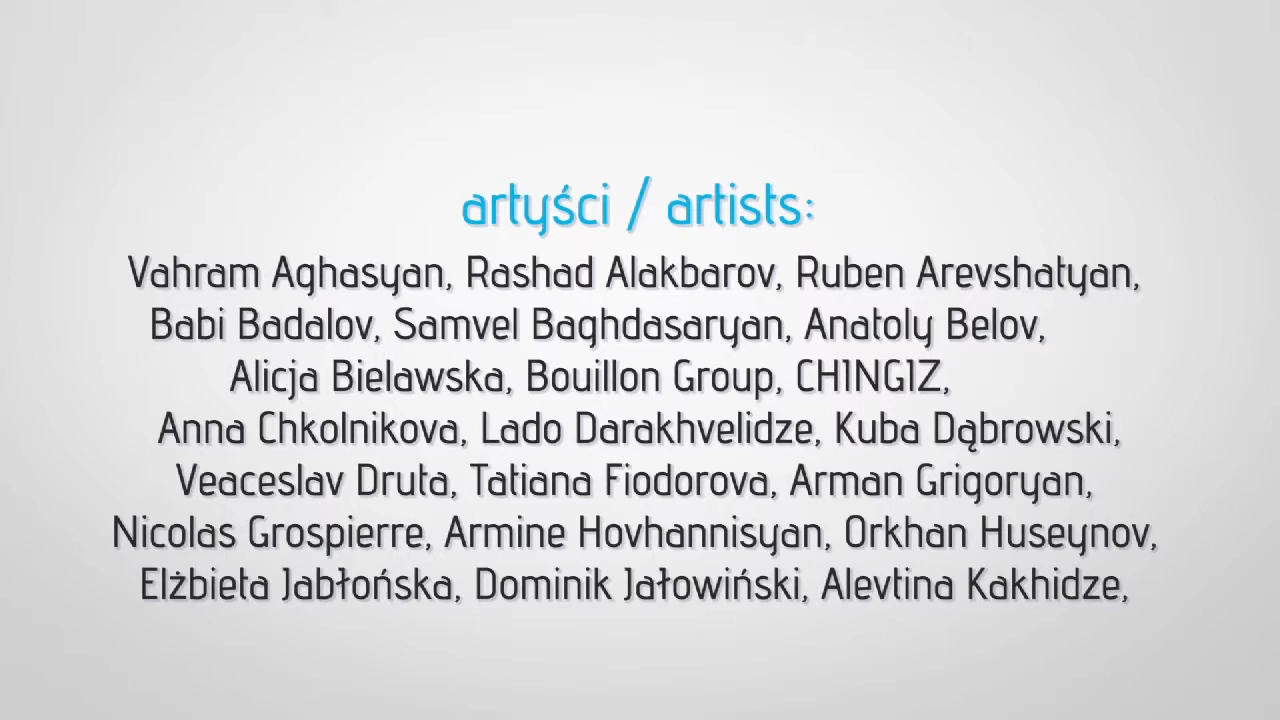 artyści / artists:
Vahram Aghasyan, Rashad Alakbarov, Ruben Arevshatyan,
Babi Badalov, Samvel Baghdasaryan, Anatoly Belov,
Alicja Bielawska, Bouillon Group, CHINGIZ,
Anna Chkolnikova, Lado Darakhvelidze, Kuba Dąbrowski,
Veaceslav Druta, Tatiana Fiodorova, Arman Grigoryan,
Nicolas Grospierre, Armine Hovhannisyan, Orkhan Huseynov,
Elżbieta Jabłońska, Dominik Jałowiński, Alevtina Kakhidze,